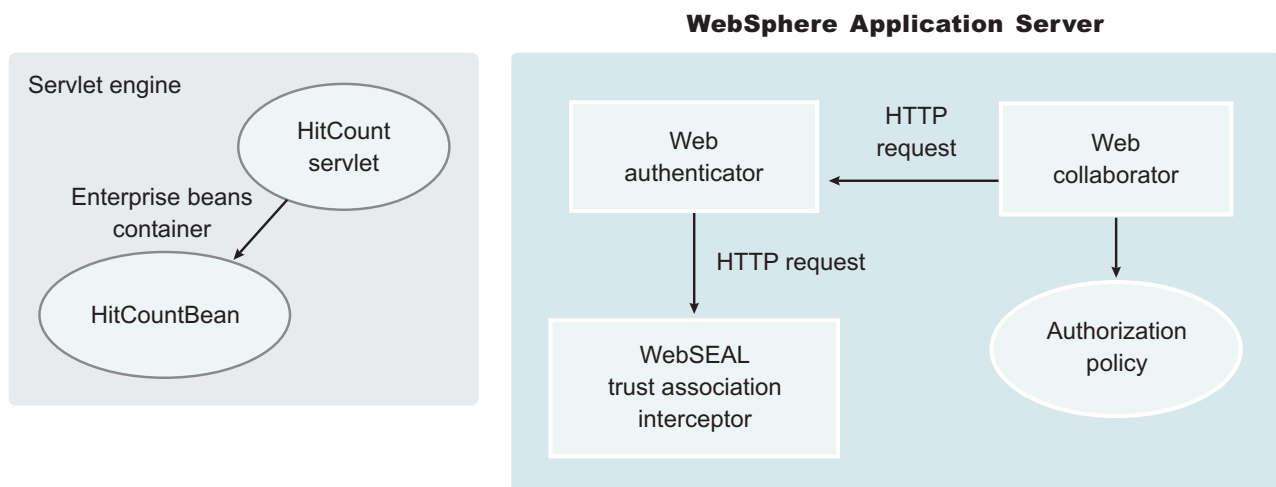 WebSphere Application Server
Servlet engine
HitCount
servlet
Enterprise beans
container
HitCountBean
Web
authenticator
HTTP
request
Web
collaborator
HTTP request
WebSEAL
trust association
interceptor
Authorization
policy